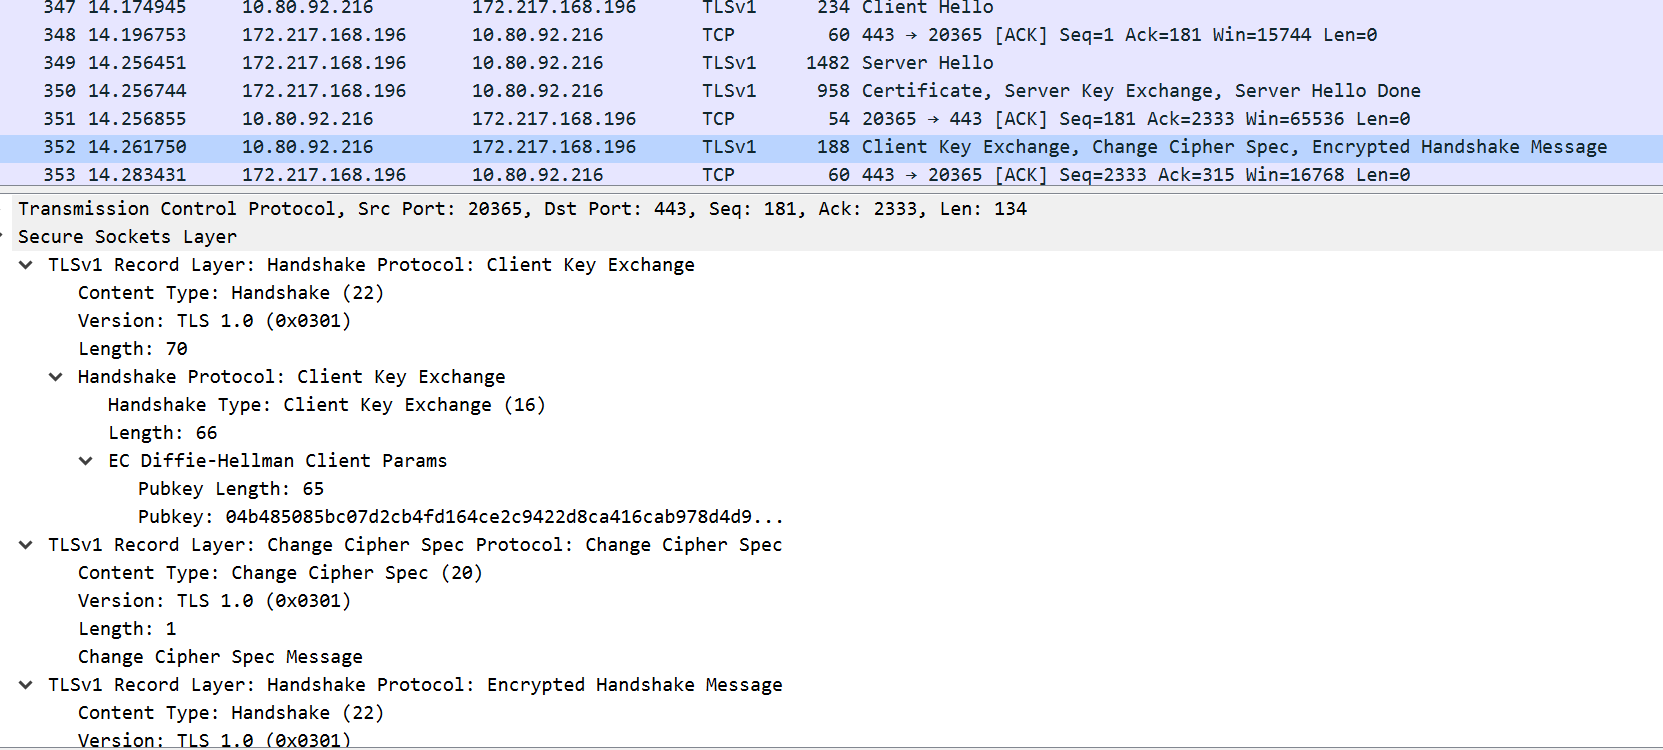 347 14.174945 10.80.92.216 172.217.168.196 TLSv1 234 Client Hello
348 14.196753 172.217.168.196 10.80.92.216 TCP 60 443 → 20365 [ACK] Seq=1 Ack=181 Win=15744 Len=0
349 14.256451 172.217.168.196 10.80.92.216 TLSv1 1482 Server Hello
350 14.256744 172.217.168.196 10.80.92.216 TLSv1 958 Certificate, Server Key Exchange, Server Hello Done
351 14.256855 10.80.92.216 172.217.168.196 TCP 54 20365 → 443 [ACK] Seq=181 Ack=2333 Win=65536 Len=0
352 14.261750 10.80.92.216 172.217.168.196 TLSv1 188 Client Key Exchange, Change Cipher Spec, Encrypted Handshake Message
353 14.283431 172.217.168.196 10.80.92.216 TCP 60 443 → 20365 [ACK] Seq=2333 Ack=315 Win=16768 Len=0
Transmission Control Protocol, Src Port: 20365, Dst Port: 443, Seq: 181, Ack: 2333, Len: 134
Secure Sockets Layer
TLSv1 Record Layer: Handshake Protocol: Client Key Exchange
Content Type: Handshake (22)
Version: TLS 1.0 (0x0301)
Length: 70
Handshake Protocol: Client Key Exchange
Handshake Type: Client Key Exchange (16)
Length: 66
EC Diffie-Hellman Client Params
Pubkey Length: 65
Pubkey: 04b485085bc07d2cb4fd164ce2c9422d8ca416cab978d4d9...
TLSv1 Record Layer: Change Cipher Spec Protocol: Change Cipher Spec
Content Type: Change Cipher Spec (20)
Version: TLS 1.0 (0x0301)
Length: 1
Change Cipher Spec Message
TLSv1 Record Layer: Handshake Protocol: Encrypted Handshake Message
Content Type: Handshake (22)
Version: TLS 1.0 (0x0301)